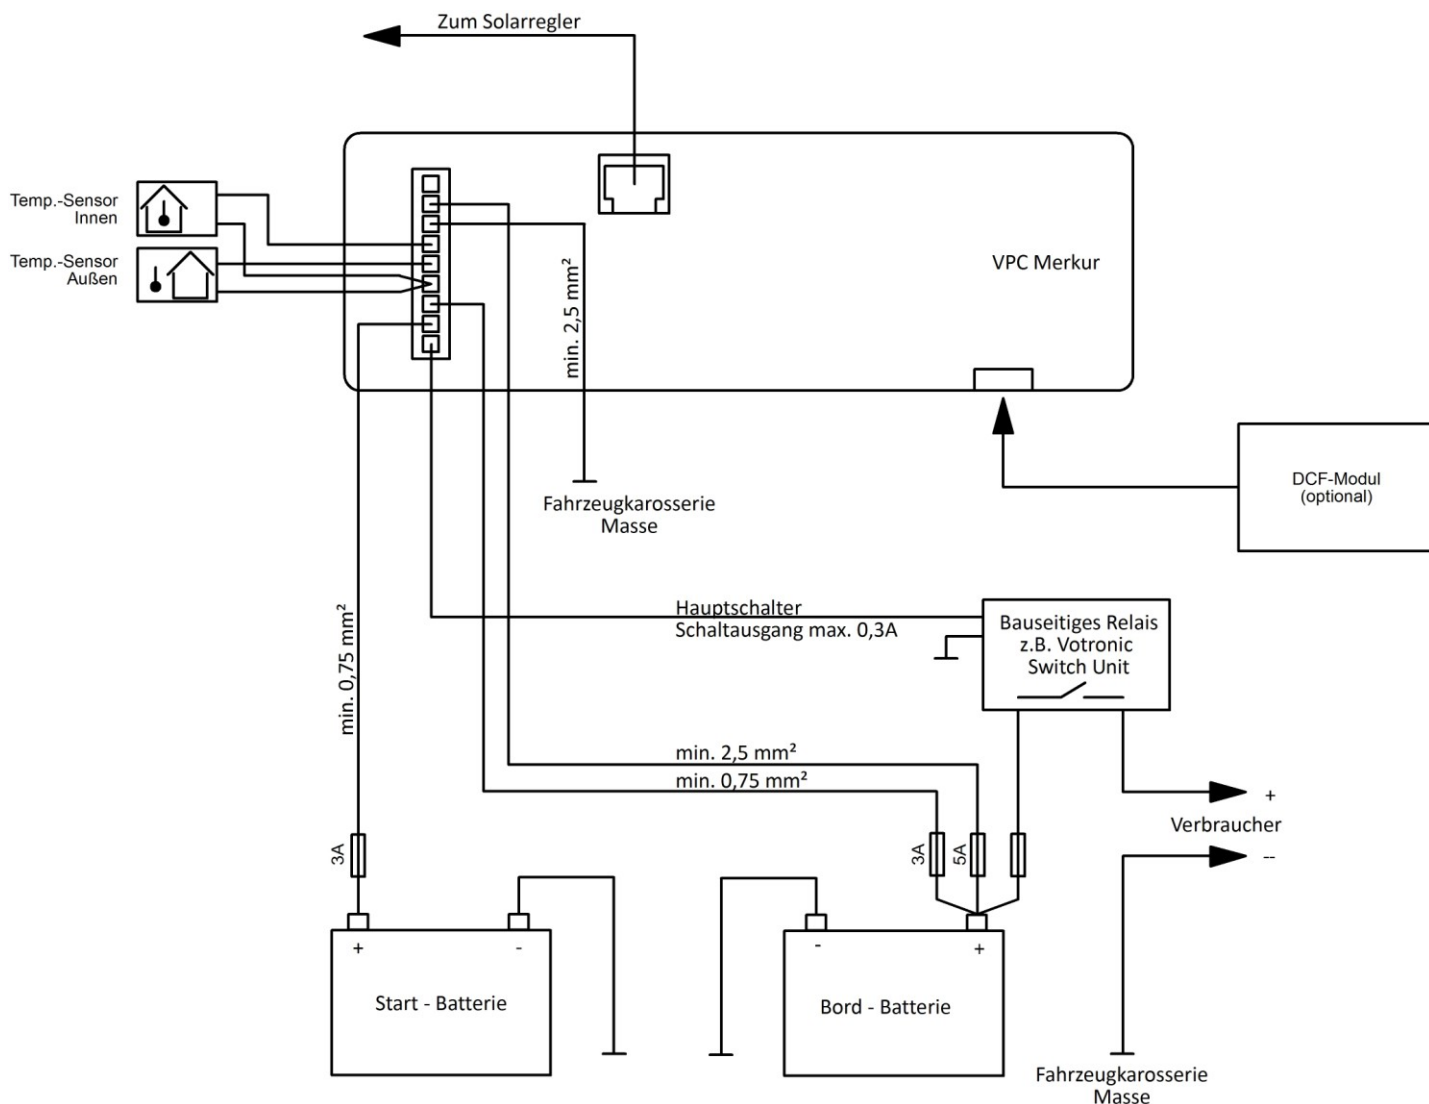 Zum Solarregler
Temp.-Sensor
Innen
Temp.-Sensor
Außen
VPC Merkur
min. 2,5 mm²
DCF-Modul
(optional)
Fahrzeugkarosserie
Masse
Hauptschalter
Schaltausgang max. 0,3A
Bauseitiges Relais
z.B. Votronic
Switch Unit
min. 0,75 mm²
min. 2,5 mm²
min. 0,75 mm²
+
Verbraucher
--
3A
3A
5A
+
-
-
+
Start - Batterie
Bord - Batterie
Fahrzeugkarosserie
Masse